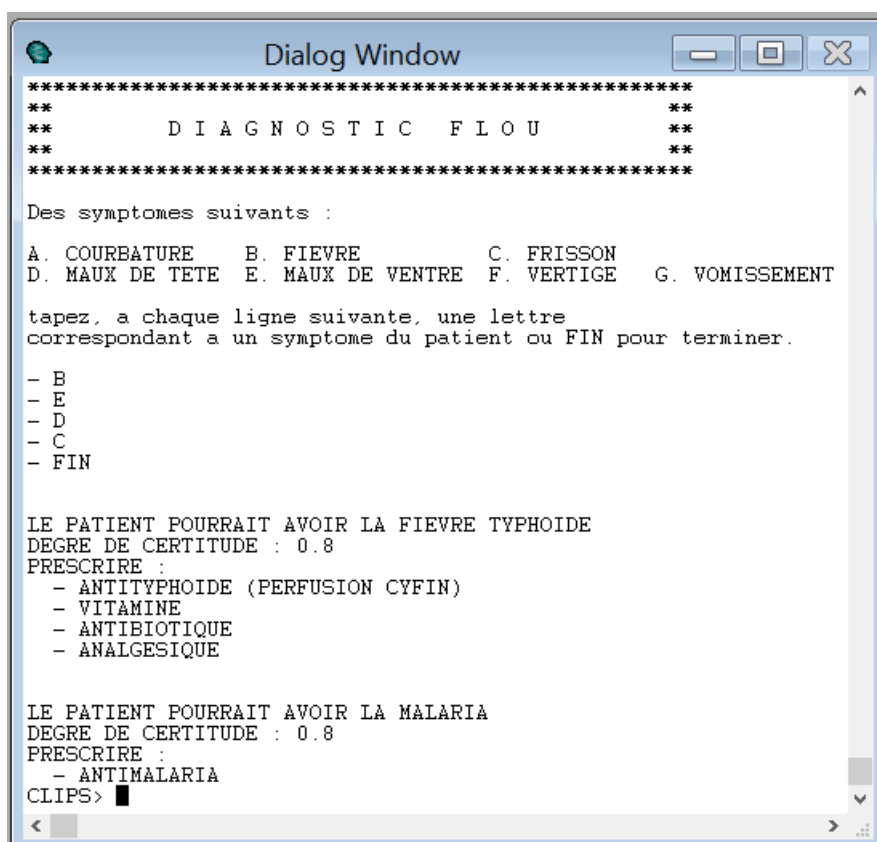 Dialog Window
****************************************************
** **
** D I A G N O S T I C F L O U **
** **
****************************************************
Des symptomes suivants :
A. COURBATURE B. FIEVRE C. FRISSON
D. MAUX DE TETE E. MAUX DE VENTRE F. VERTIGE G. VOMISSEMENT
tapez, a chaque ligne suivante, une lettre
correspondant a un symptome du patient ou FIN pour terminer.
- B
- E
- D
- C
- FIN
LE PATIENT POURRAIT AVOIR LA FIEVRE TYPHOIDE
DEGRE DE CERTITUDE : 0.8
PRESCRIRE :
- ANTITYPHOIDE (PERFUSION CYFIN)
- VITAMINE
- ANTIBIOTIQUE
- ANALGESIQUE
LE PATIENT POURRAIT AVOIR LA MALARIA
DEGRE DE CERTITUDE : 0.8
PRESCRIRE :
- ANTIMALARIA
CLIPS>